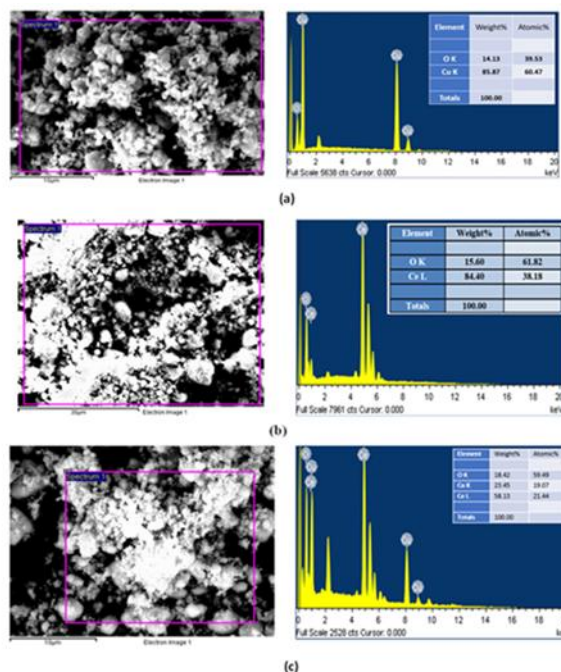 Spectrum 1
10µm Electron Image 1
Element Weight% Atomic%
O K 14.13 39.53
Cu K 85.87 60.47
Totals 100.00
0 2 4 6 8 10 12 14 16 18 20
Full Scale 5638 cts Cursor: 0.000 keV
(a)
Spectrum 1
20µm Electron Image 1
Element Weight% Atomic%
O K 15.60 61.82
Ce L 84.40 38.18
Totals 100.00
0 2 4 6 8 10 12 14 16 18 20
Full Scale 7961 cts Cursor: 0.000 keV
(b)
Spectrum 1
10µm Electron Image 1
Element Weight% Atomic%
O K 18.42 59.49
Cu K 23.45 19.07
Ce L 58.13 21.44
Totals 100.00
0 2 4 6 8 10 12 14 16 18 20
Full Scale 2528 cts Cursor: 0.000 keV
(c)